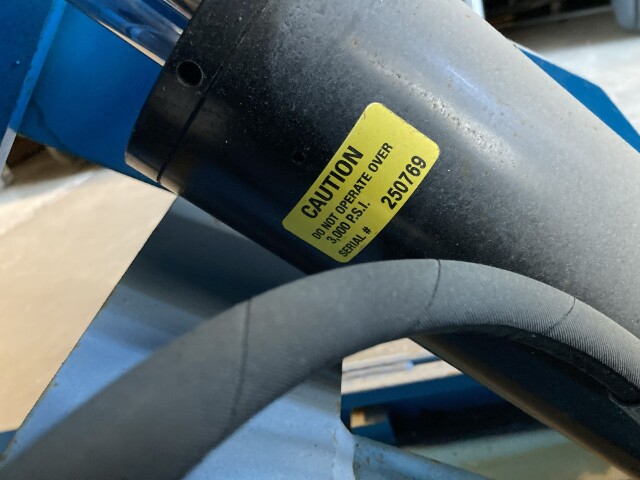 CAUTION
DO NOT OPERATE OVER
3,000 P.S.I.
SERIAL # 250769